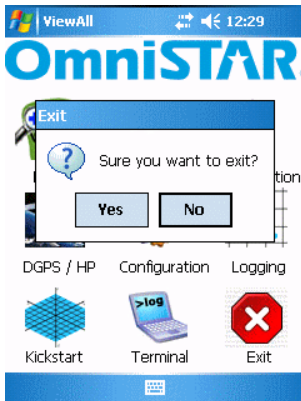 ViewAll 12:29
OmniSTAR
Exit
Sure you want to exit?
Yes No
DGPS / HP Configuration Logging
>log
Kickstart Terminal Exit